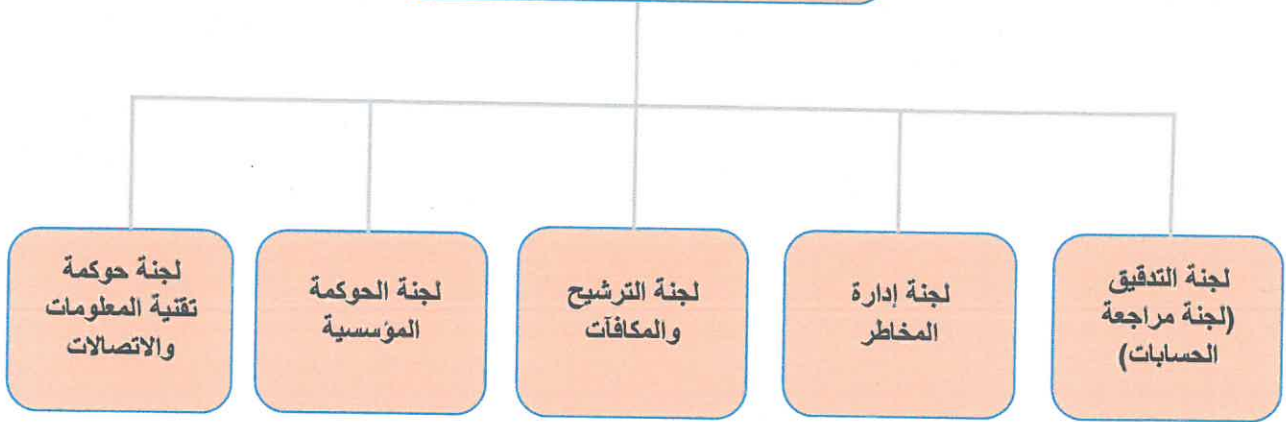 لجنة التدقيق
(لجنة مراجعة
الحسابات)
لجنة إدارة
المخاطر
لجنة الترشيح
والمكافآت
لجنة الحوكمة
المؤسسية
لجنة حوكمة
تقنية المعلومات
والاتصالات